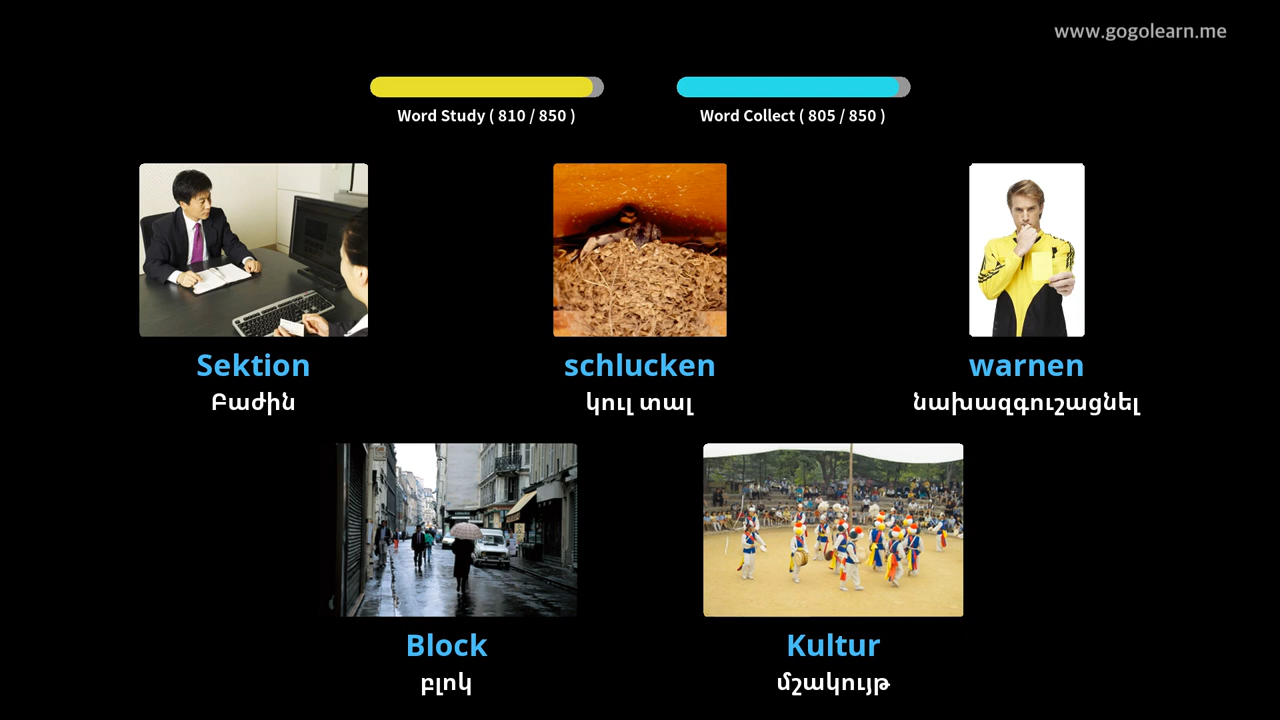 www.gogolearn.me
Word Study ( 810 / 850 )
Word Collect ( 805 / 850 )
Sektion
Բաժին
schlucken
կուլ տալ
warnen
նախազգուշացնել
Block
բլոկ
Kultur
մշակույթ